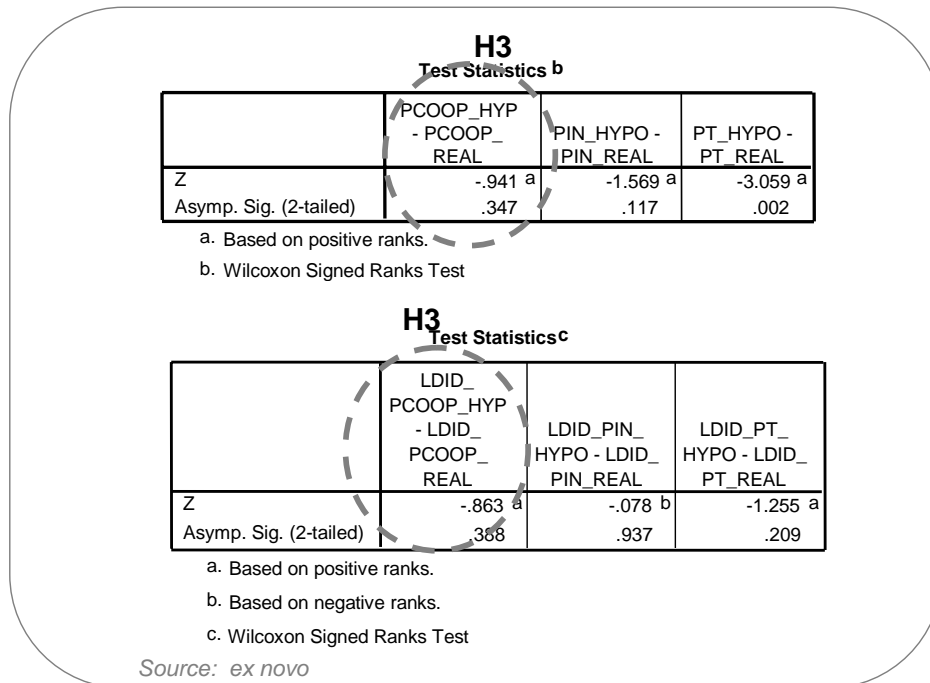 H3
Test Statistics b
PCOOP_HYP
- PCOOP_
REAL
PIN_HYPO -
PIN_REAL
PT_HYPO -
PT_REAL
Z -.941 a -1.569 a -3.059 a
Asymp. Sig. (2-tailed) .347 .117 .002
a. Based on positive ranks.
b. Wilcoxon Signed Ranks Test
H3
Test Statistics c
LDID_
PCOOP_HYP
- LDID_
PCOOP_
REAL
LDID_PIN_
HYPO - LDID_
PIN_REAL
LDID_PT_
HYPO - LDID_
PT_REAL
Z -.863 a -.078 b -1.255 a
Asymp. Sig. (2-tailed) .388 .937 .209
a. Based on positive ranks.
b. Based on negative ranks.
c. Wilcoxon Signed Ranks Test
Source: ex novo